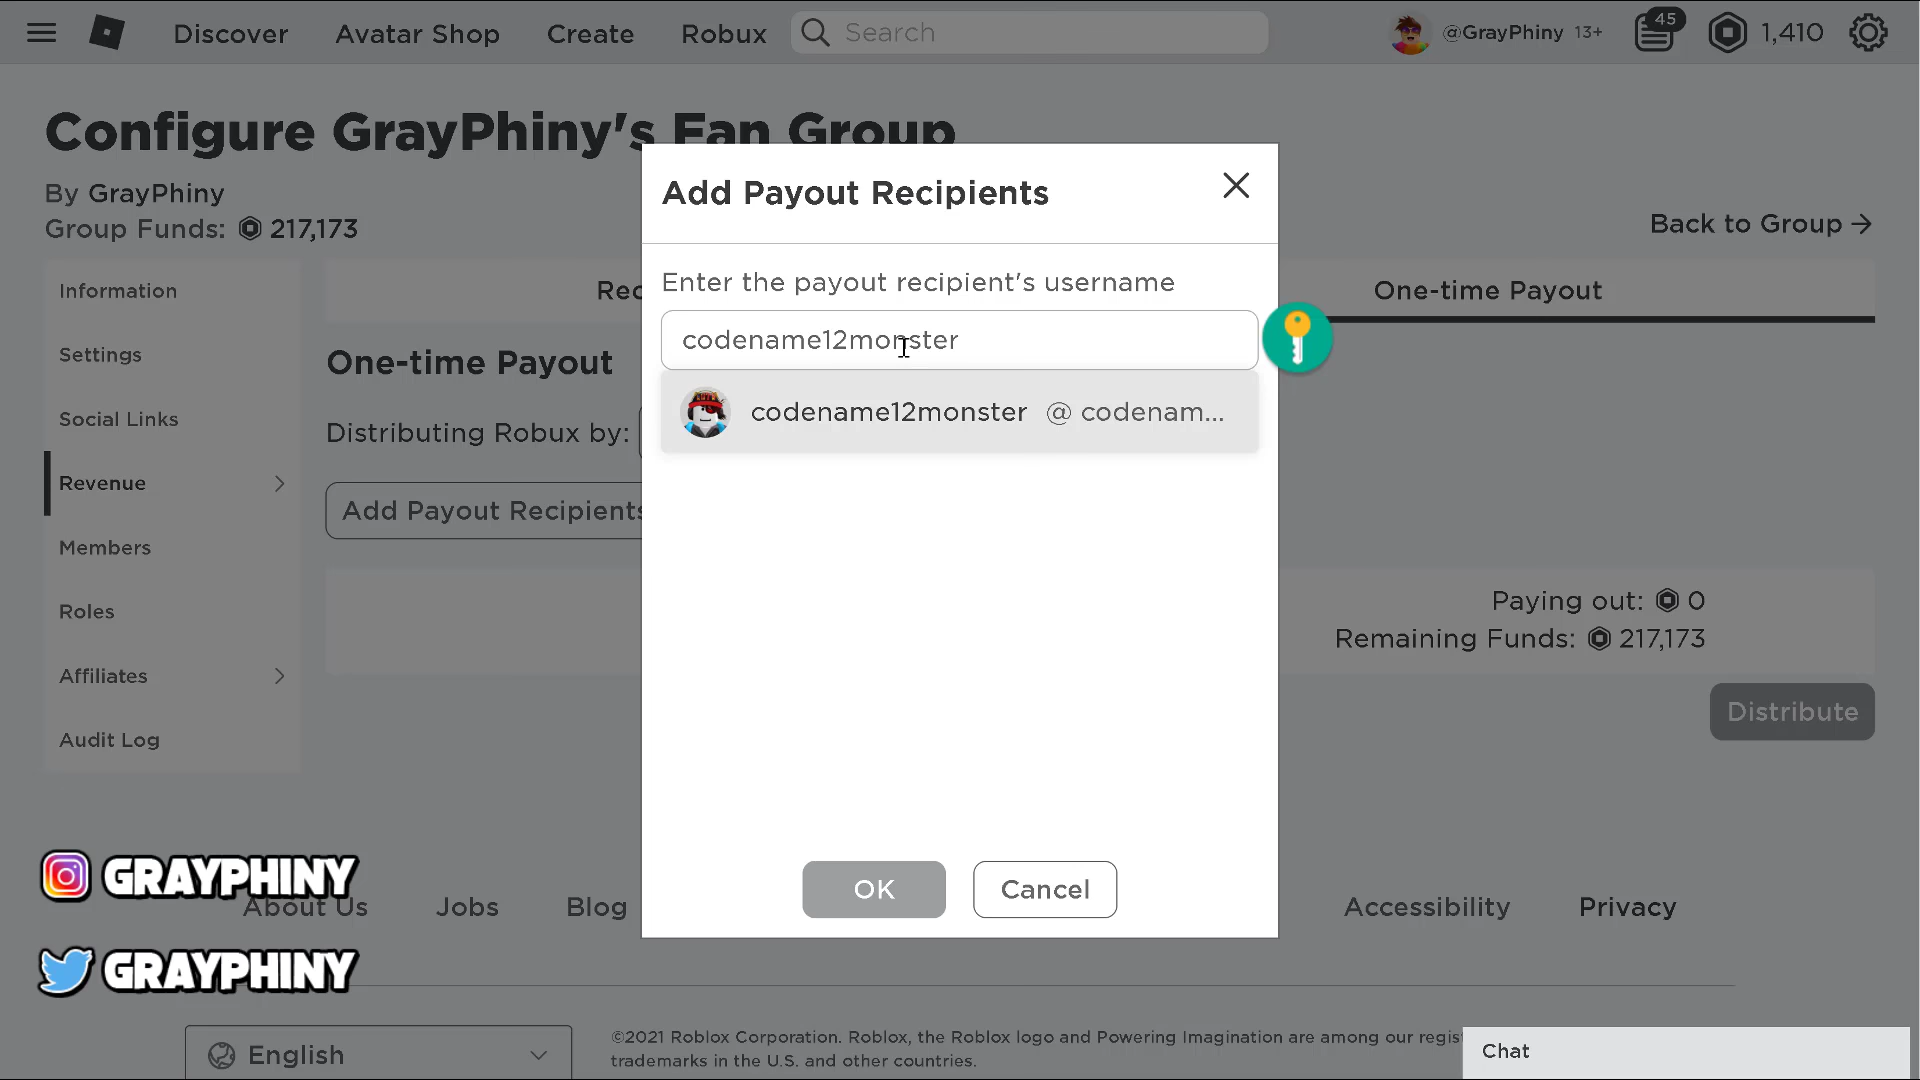 Discover Avatar Shop Create Robux Search @GrayPhiny 13+ 45 1,410
Configure GrayPhiny's Fan Group
By GrayPhiny
Group Funds: 217,173
Back to Group →
Information
Settings
Social Links
Revenue
Members
Roles
Affiliates
Audit Log
Rec
One-time Payout
One-time Payout
Distributing Robux by:
Add Payout Recipients
Add Payout Recipients
Enter the payout recipient's username
codename12monster
codename12monster @ codenam...
OK Cancel
Paying out: 0
Remaining Funds: 217,173
Distribute
GRAYPHINY
GRAYPHINY
About Us Jobs Blog Accessibility Privacy
English
©2021 Roblox Corporation. Roblox, the Roblox logo and Powering Imagination are among our regis
trademarks in the U.S. and other countries.
Chat